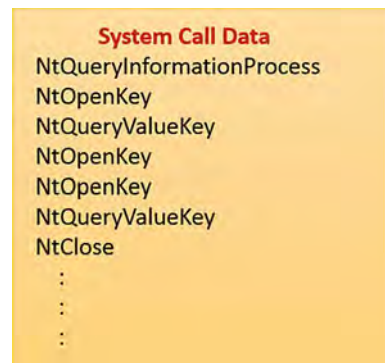 System Call Data
NtQueryInformationProcess
NtOpenKey
NtQueryValueKey
NtOpenKey
NtOpenKey
NtQueryValueKey
NtClose
:
:
: